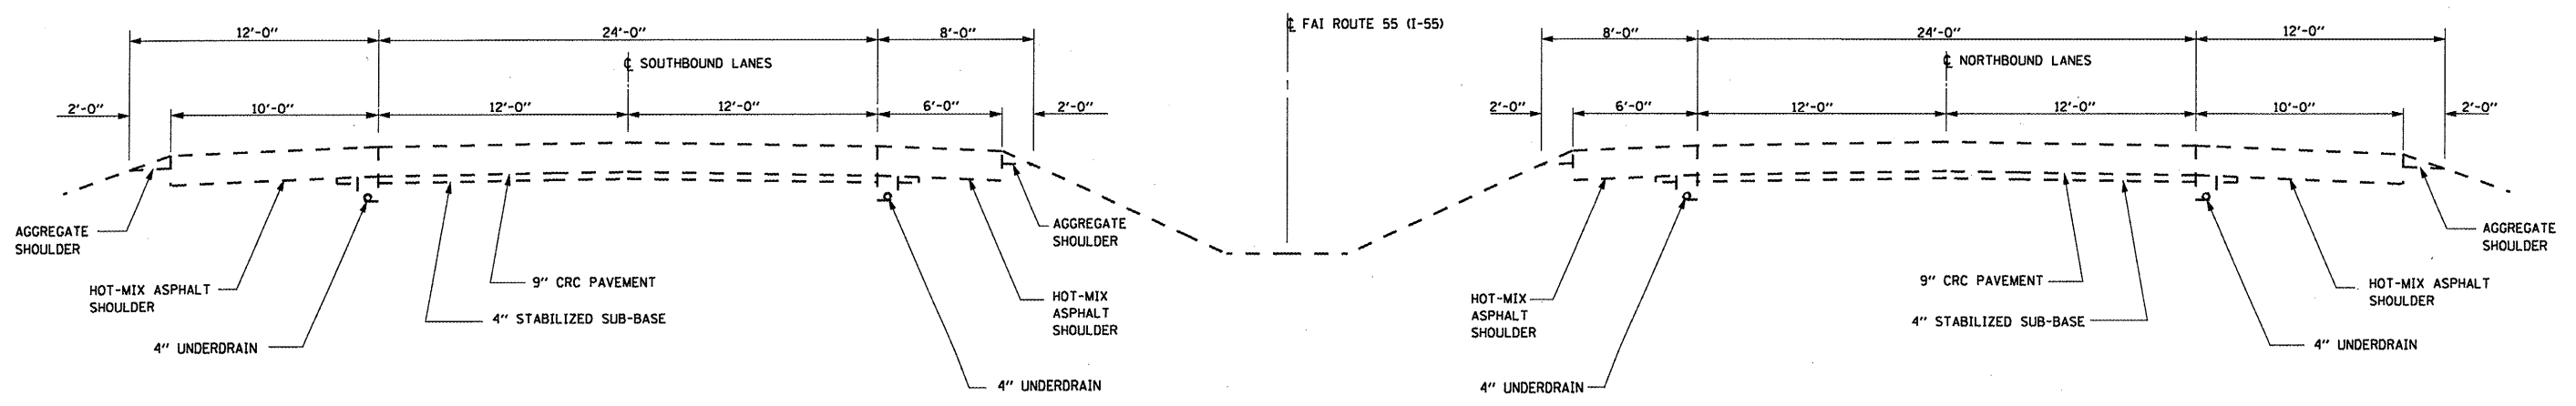 ℄ FAI ROUTE 55 (I-55)
12'-0"
24'-0"
8'-0"
8'-0"
24'-0"
12'-0"
℄ SOUTHBOUND LANES
℄ NORTHBOUND LANES
2'-0"
10'-0"
12'-0"
12'-0"
6'-0"
2'-0"
2'-0"
6'-0"
12'-0"
12'-0"
10'-0"
2'-0"
AGGREGATE
SHOULDER
HOT-MIX ASPHALT
SHOULDER
4" UNDERDRAIN
9" CRC PAVEMENT
4" STABILIZED SUB-BASE
AGGREGATE
SHOULDER
HOT-MIX
ASPHALT
SHOULDER
4" UNDERDRAIN
HOT-MIX
ASPHALT
SHOULDER
4" UNDERDRAIN
9" CRC PAVEMENT
4" STABILIZED SUB-BASE
AGGREGATE
SHOULDER
HOT-MIX ASPHALT
SHOULDER
4" UNDERDRAIN